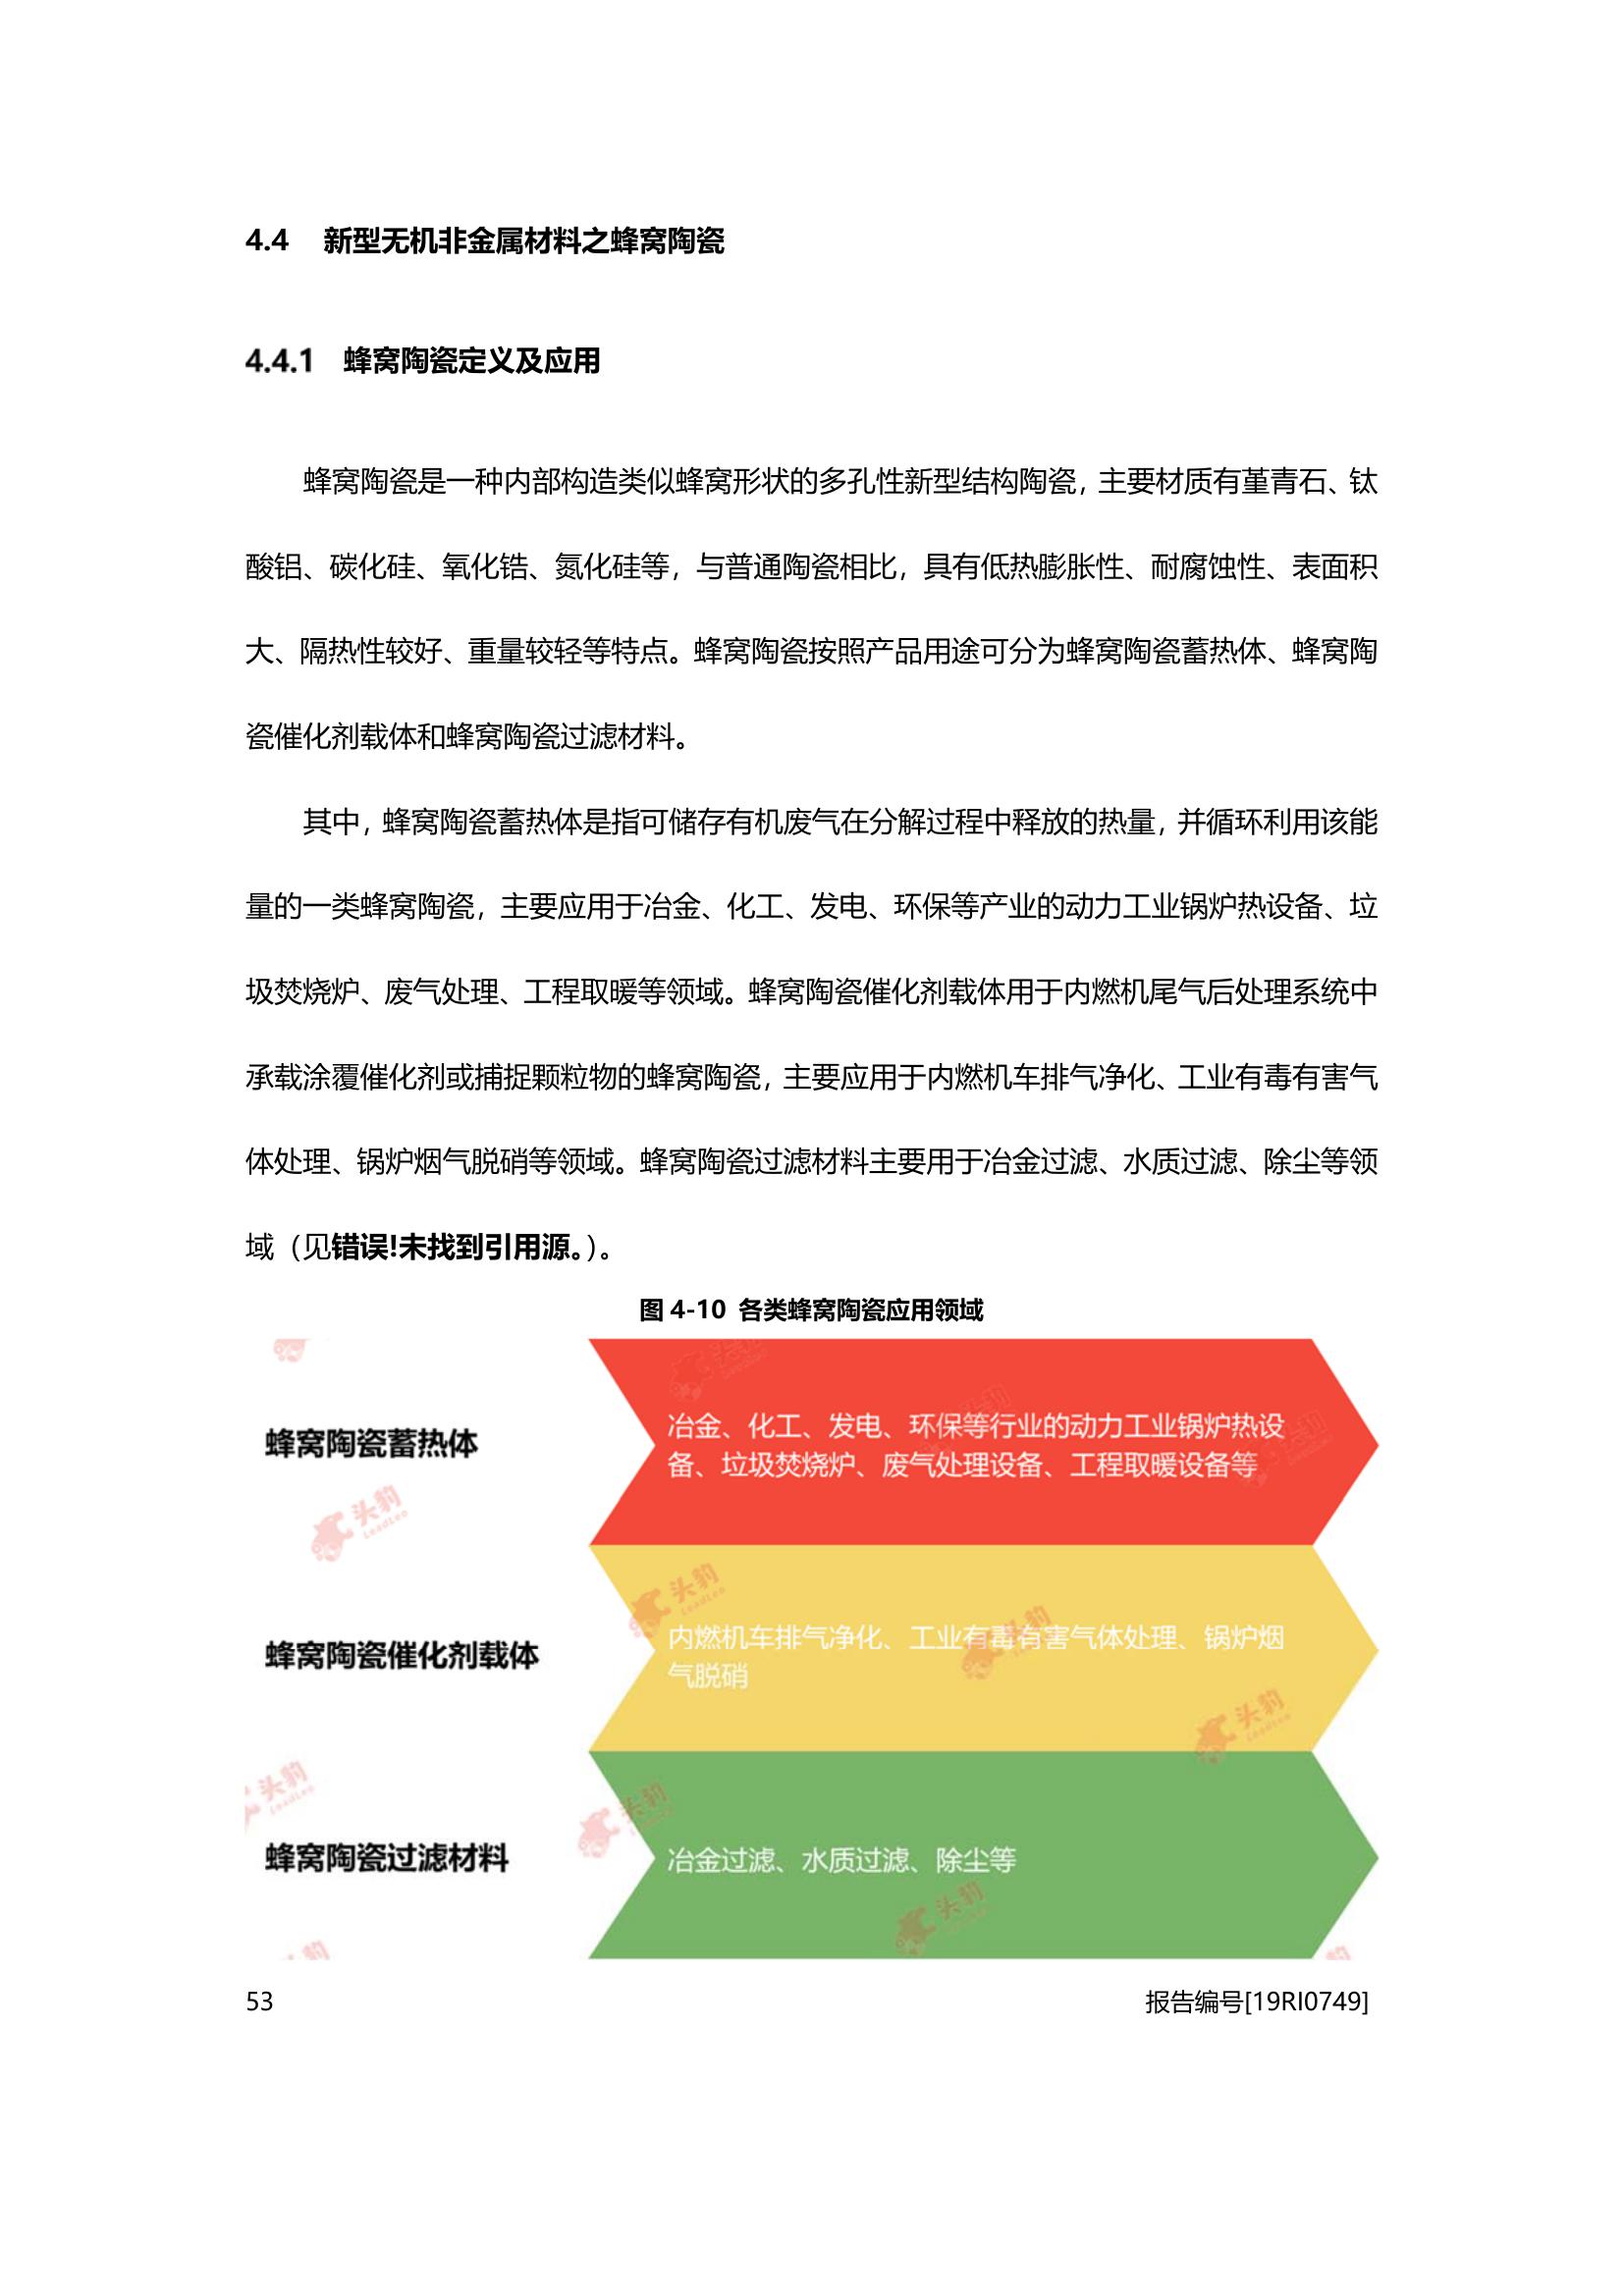 4.4 新型无机非金属材料之蜂窝陶瓷
4.4.1 蜂窝陶瓷定义及应用
蜂窝陶瓷是一种内部构造类似蜂窝形状的多孔性新型结构陶瓷，主要材质有堇青石、钛
酸铝、碳化硅、氧化锆、氮化硅等，与普通陶瓷相比，具有低热膨胀性、耐腐蚀性、表面积
大、隔热性较好、重量较轻等特点。蜂窝陶瓷按照产品用途可分为蜂窝陶瓷蓄热体、蜂窝陶
瓷催化剂载体和蜂窝陶瓷过滤材料。
其中，蜂窝陶瓷蓄热体是指可储存有机废气在分解过程中释放的热量，并循环利用该能
量的一类蜂窝陶瓷，主要应用于冶金、化工、发电、环保等产业的动力工业锅炉热设备、垃
圾焚烧炉、废气处理、工程取暖等领域。蜂窝陶瓷催化剂载体用于内燃机尾气后处理系统中
承载涂覆催化剂或捕捉颗粒物的蜂窝陶瓷，主要应用于内燃机车排气净化、工业有毒有害气
体处理、锅炉烟气脱硝等领域。蜂窝陶瓷过滤材料主要用于冶金过滤、水质过滤、除尘等领
域（见错误!未找到引用源。）。
图 4-10 各类蜂窝陶瓷应用领域
蜂窝陶瓷蓄热体
冶金、化工、发电、环保等行业的动力工业锅炉热设
备、垃圾焚烧炉、废气处理设备、工程取暖设备等
头豹
LeadLeo
蜂窝陶瓷催化剂载体
内燃机车排气净化、工业有毒有害气体处理、锅炉烟
气脱硝
蜂窝陶瓷过滤材料
冶金过滤、水质过滤、除尘等
53
报告编号[19RI0749]